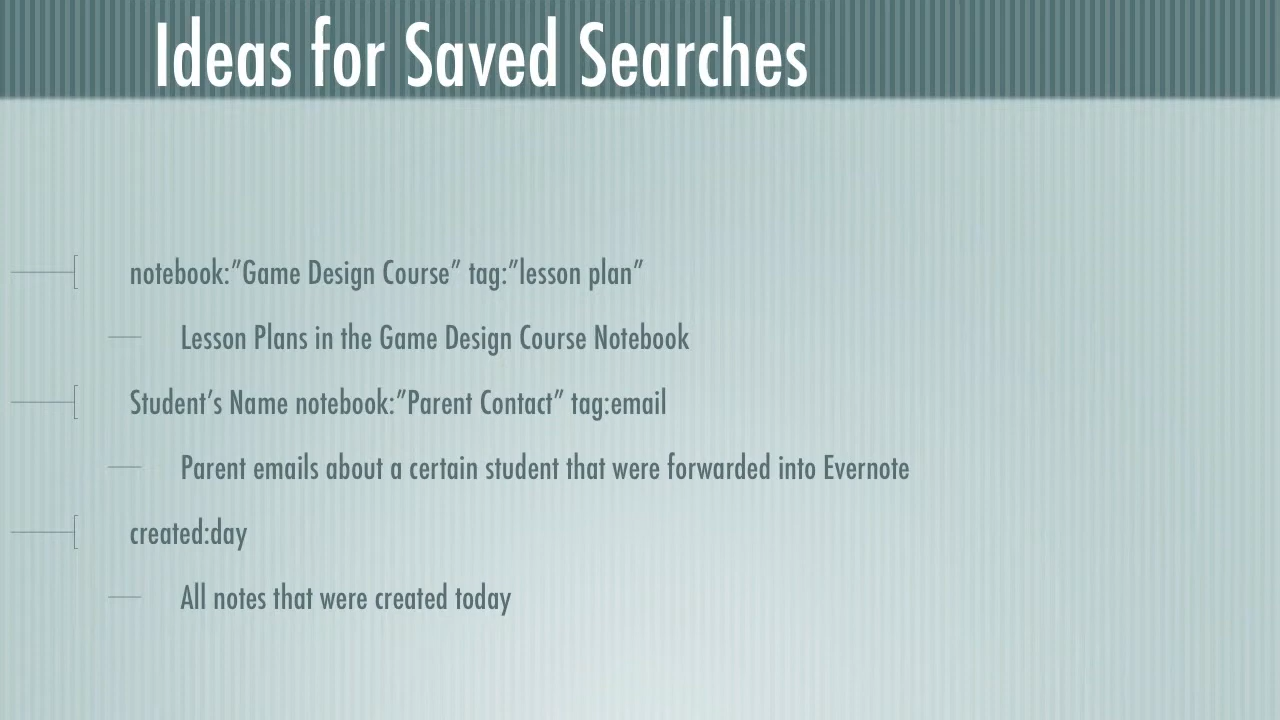 Ideas for Saved Searches
notebook:”Game Design Course” tag:”lesson plan”
Lesson Plans in the Game Design Course Notebook
Student’s Name notebook:”Parent Contact” tag:email
Parent emails about a certain student that were forwarded into Evernote
created:day
All notes that were created today